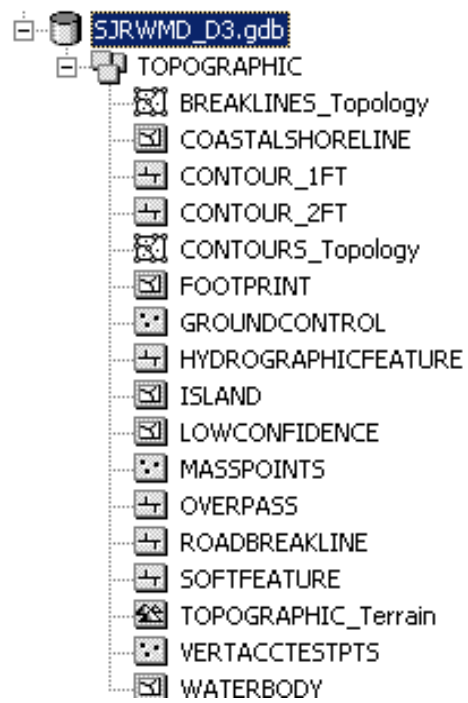 SJRWMD_D3.gdb
TOPOGRAPHIC
BREAKLINES_Topology
COASTALSHORELINE
CONTOUR_1FT
CONTOUR_2FT
CONTOURS_Topology
FOOTPRINT
GROUNDCONTROL
HYDROGRAPHICFEATURE
ISLAND
LOWCONFIDENCE
MASSPOINTS
OVERPASS
ROADBREAKLINE
SOFTFEATURE
TOPOGRAPHIC_Terrain
VERTACCTESTPTS
WATERBODY